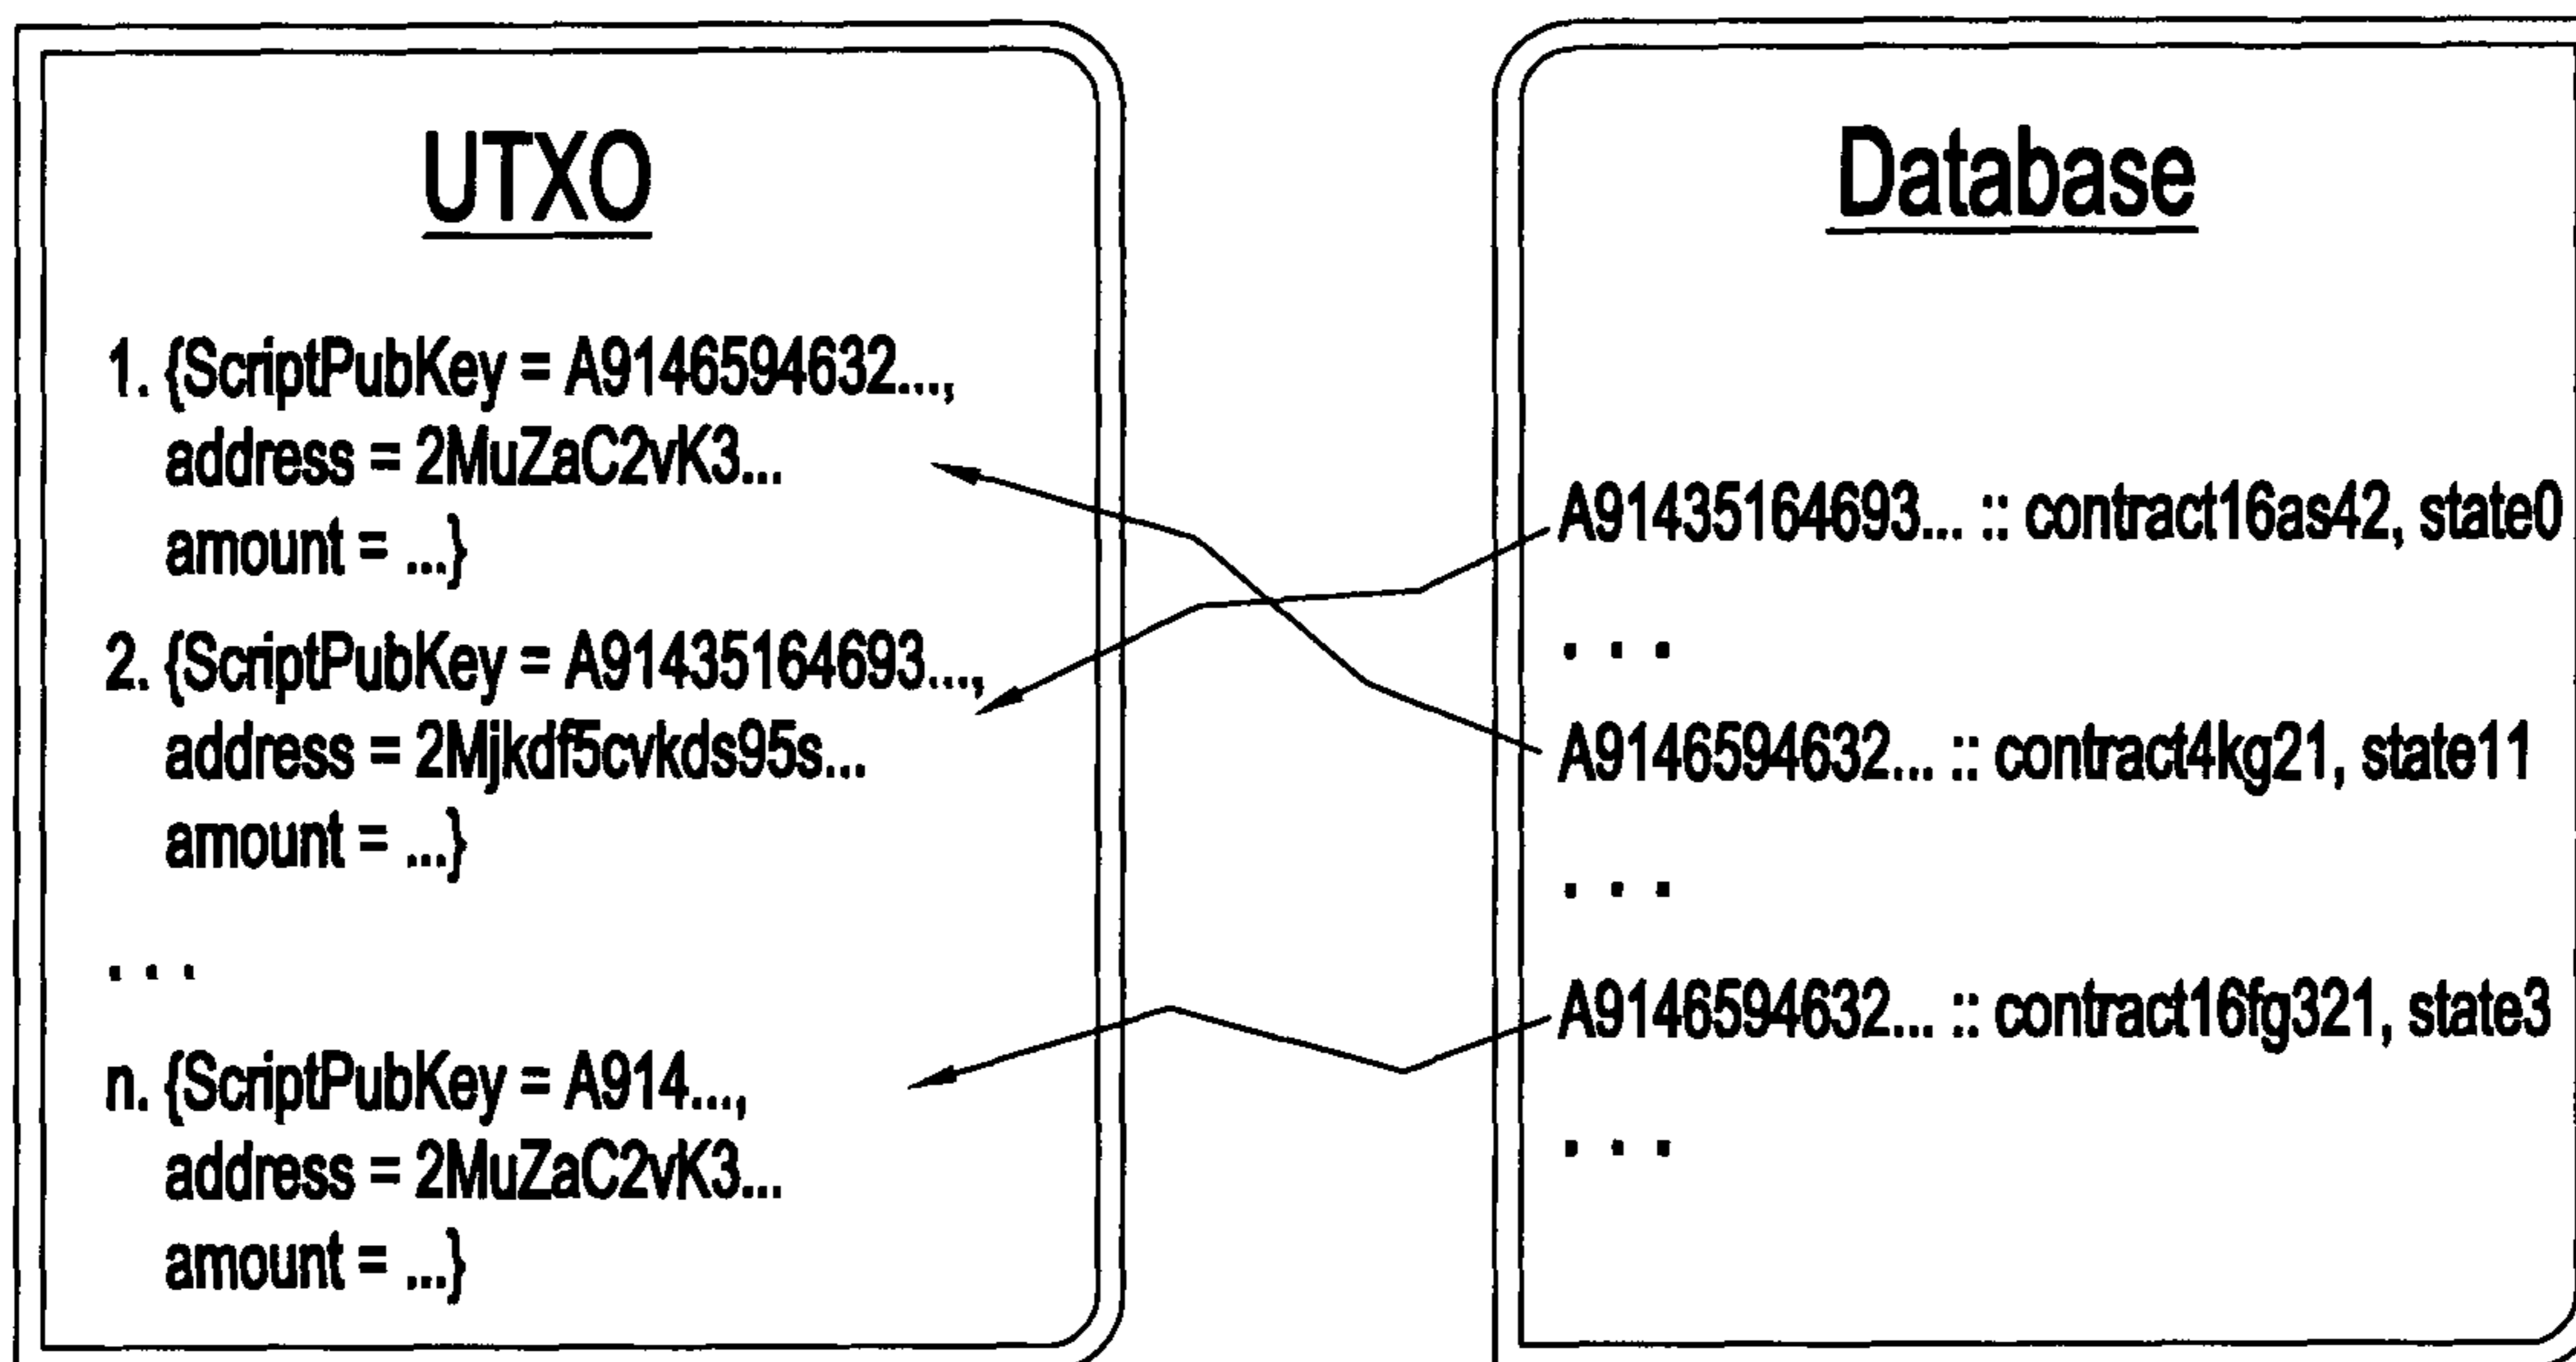 UTXO
1. {ScriptPubKey = A9146594632...,
address = 2MuZaC2vK3...
amount = ...}
2. {ScriptPubKey = A91435164693...,
address = 2Mjkdf5cvkds95s...
amount = ...}
...
n. {ScriptPubKey = A914...,
address = 2MuZaC2vK3...
amount = ...}
Database
A91435164693... :: contract16as42, state0
...
A9146594632... :: contract4kg21, state11
...
A9146594632... :: contract16fg321, state3
...